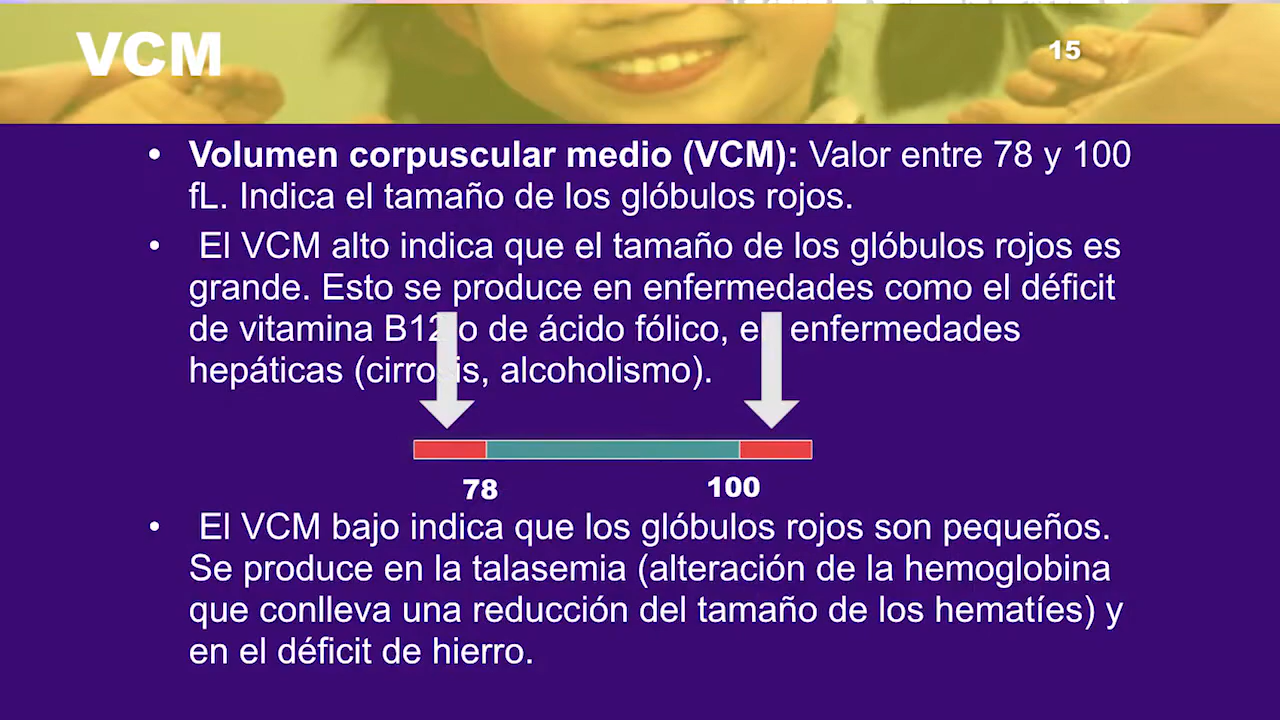 VCM
15
• Volumen corpuscular medio (VCM): Valor entre 78 y 100
fL. Indica el tamaño de los glóbulos rojos.
• El VCM alto indica que el tamaño de los glóbulos rojos es
grande. Esto se produce en enfermedades como el déficit
de vitamina B12 o de ácido fólico, en enfermedades
hepáticas (cirrosis, alcoholismo).
78
100
• El VCM bajo indica que los glóbulos rojos son pequeños.
Se produce en la talasemia (alteración de la hemoglobina
que conlleva una reducción del tamaño de los hematíes) y
en el déficit de hierro.